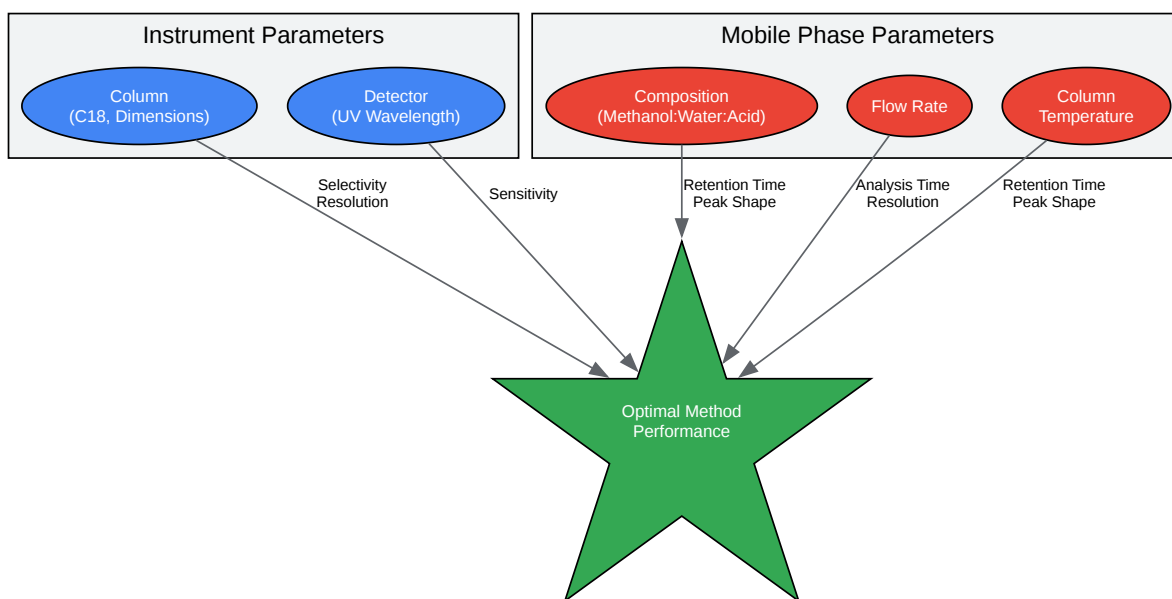 Instrument Parameters
Mobile Phase Parameters
Column
(C18, Dimensions)
Detector
(UV Wavelength)
Composition
(Methanol:Water:Acid)
Flow Rate
Column
Temperature
Selectivity
Resolution
Sensitivity
Retention Time
Peak Shape
Analysis Time
Resolution
Retention Time
Peak Shape
Optimal Method
Performance